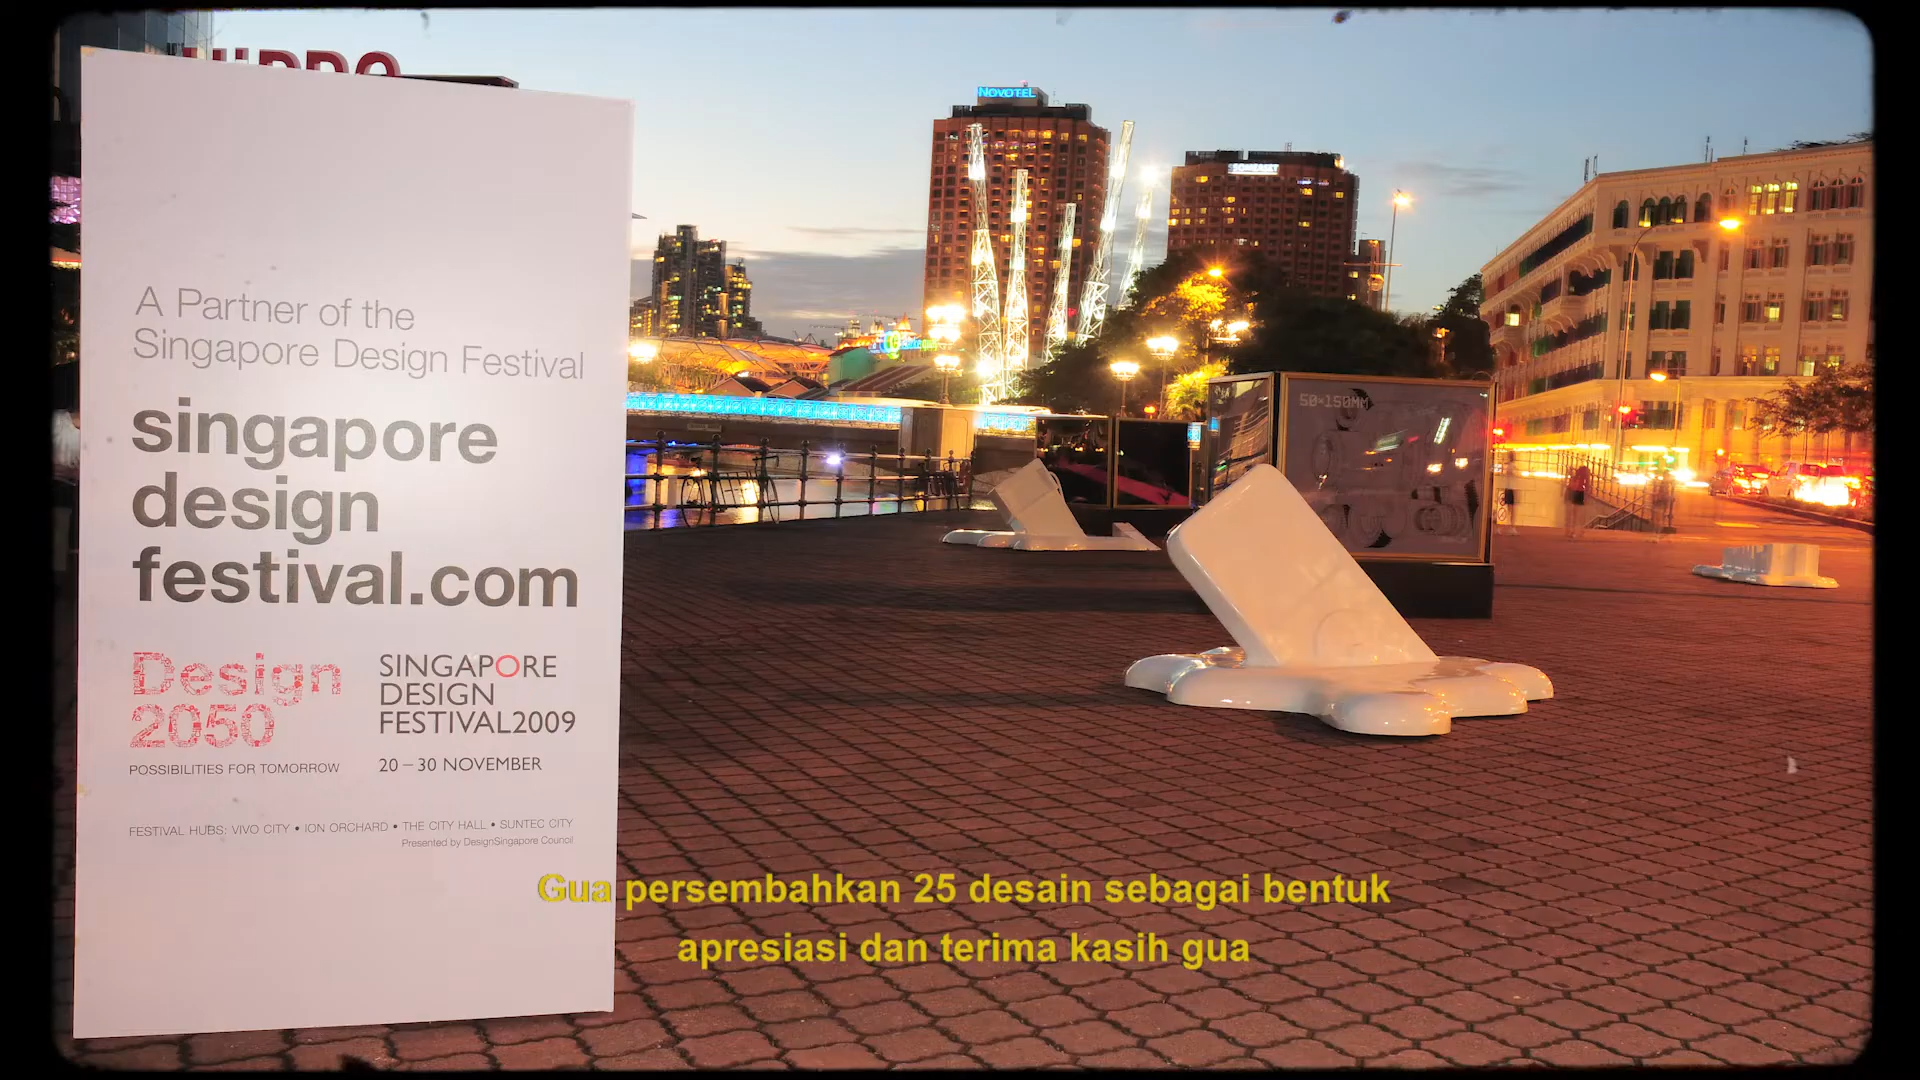 NOVOTEL
SOMERSET
50×150MM
A Partner of the
Singapore Design Festival
singapore
design
festival.com
Design
2050
POSSIBILITIES FOR TOMORROW
SINGAPORE
DESIGN
FESTIVAL2009
20 – 30 NOVEMBER
FESTIVAL HUBS: VIVO CITY • ION ORCHARD • THE CITY HALL • SUNTEC CITY
Presented by DesignSingapore Council
Gua persembahkan 25 desain sebagai bentuk
apresiasi dan terima kasih gua